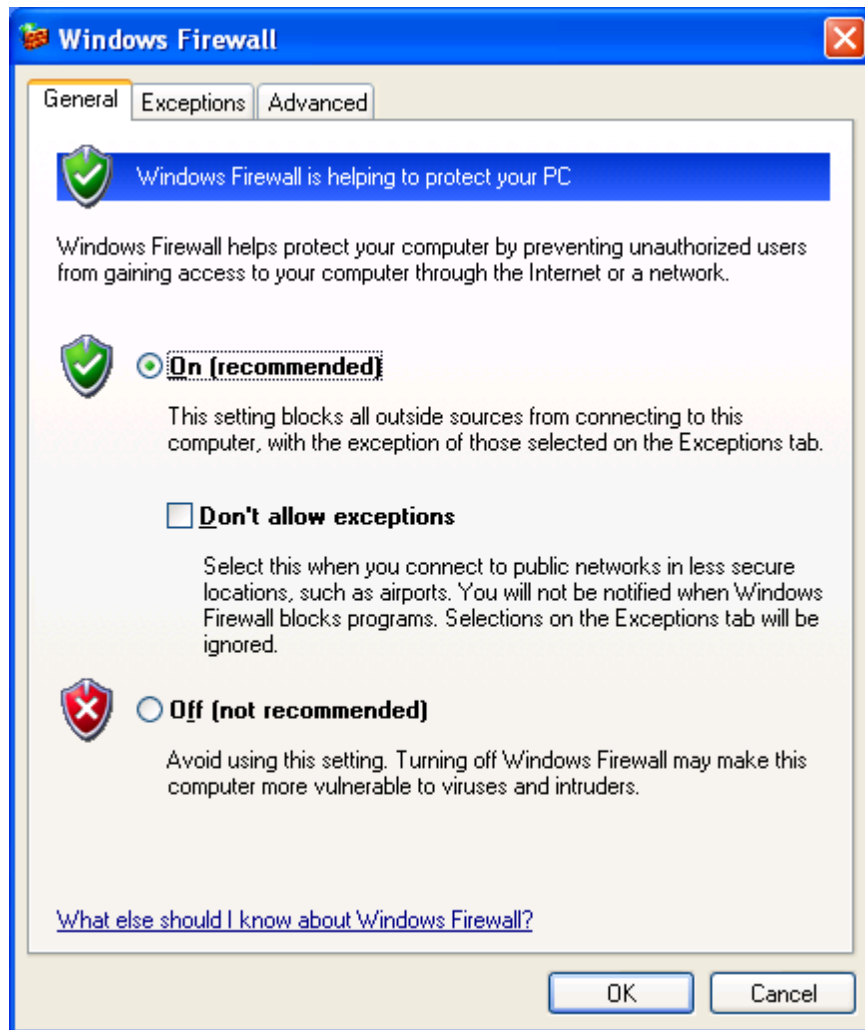 Windows Firewall
General Exceptions Advanced
Windows Firewall is helping to protect your PC
Windows Firewall helps protect your computer by preventing unauthorized users
from gaining access to your computer through the Internet or a network.
On (recommended)
This setting blocks all outside sources from connecting to this
computer, with the exception of those selected on the Exceptions tab.
Don't allow exceptions
Select this when you connect to public networks in less secure
locations, such as airports. You will not be notified when Windows
Firewall blocks programs. Selections on the Exceptions tab will be
ignored.
Off (not recommended)
Avoid using this setting. Turning off Windows Firewall may make this
computer more vulnerable to viruses and intruders.
What else should I know about Windows Firewall?
OK Cancel